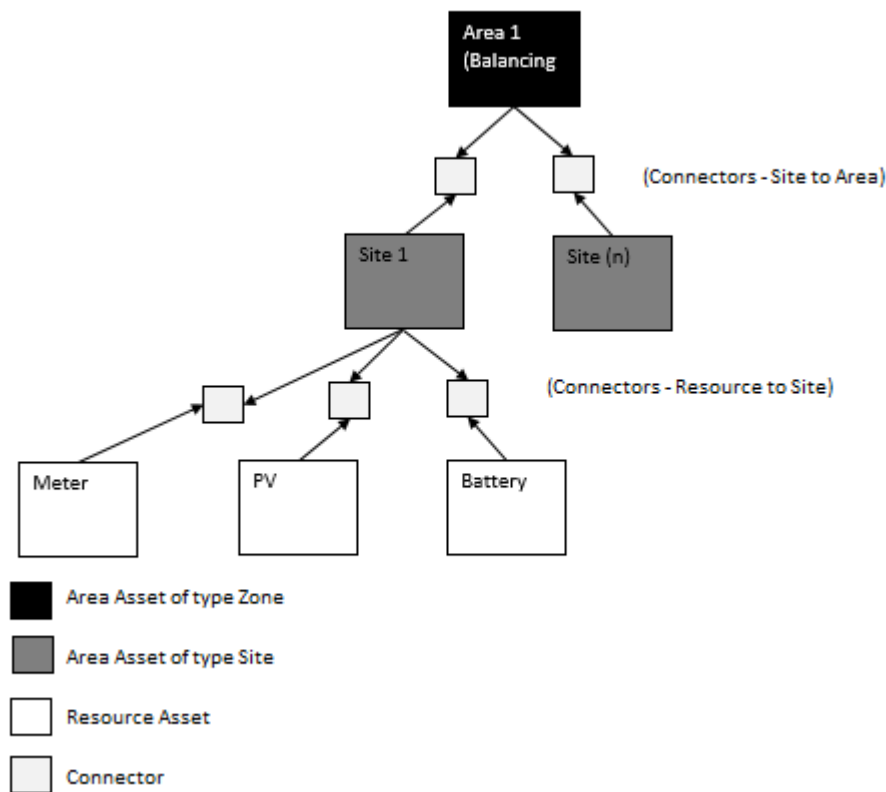 Area 1
(Balancing
(Connectors - Site to Area)
Site 1
Site (n)
(Connectors - Resource to Site)
Meter
PV
Battery
Area Asset of type Zone
Area Asset of type Site
Resource Asset
Connector